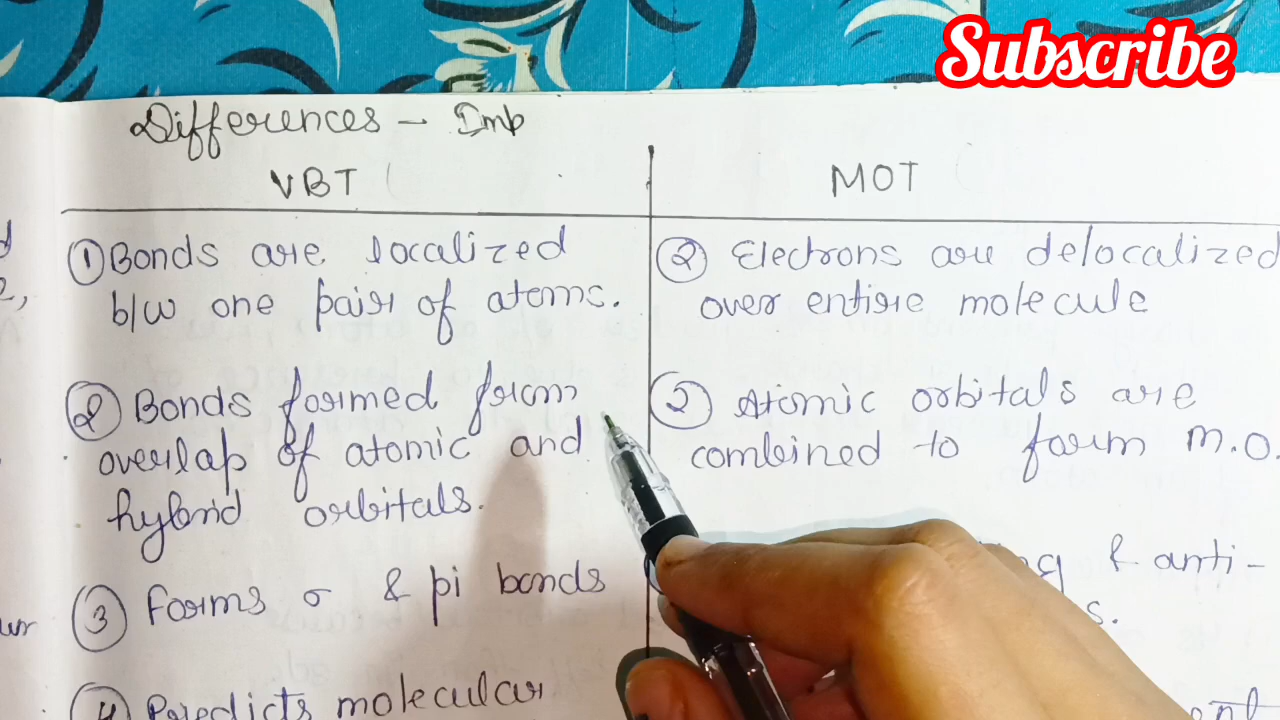 Subscribe
Differences - Imp
VBT
MOT
① Bonds are localized
b/w one pair of atoms.
② Electrons are delocalized
over entire molecule
② Bonds formed from
overlap of atomic and
hybrid orbitals.
② Atomic orbitals are
combined to form M.O.
③ Forms σ & pi bonds
& anti-
④ Predicts molecular